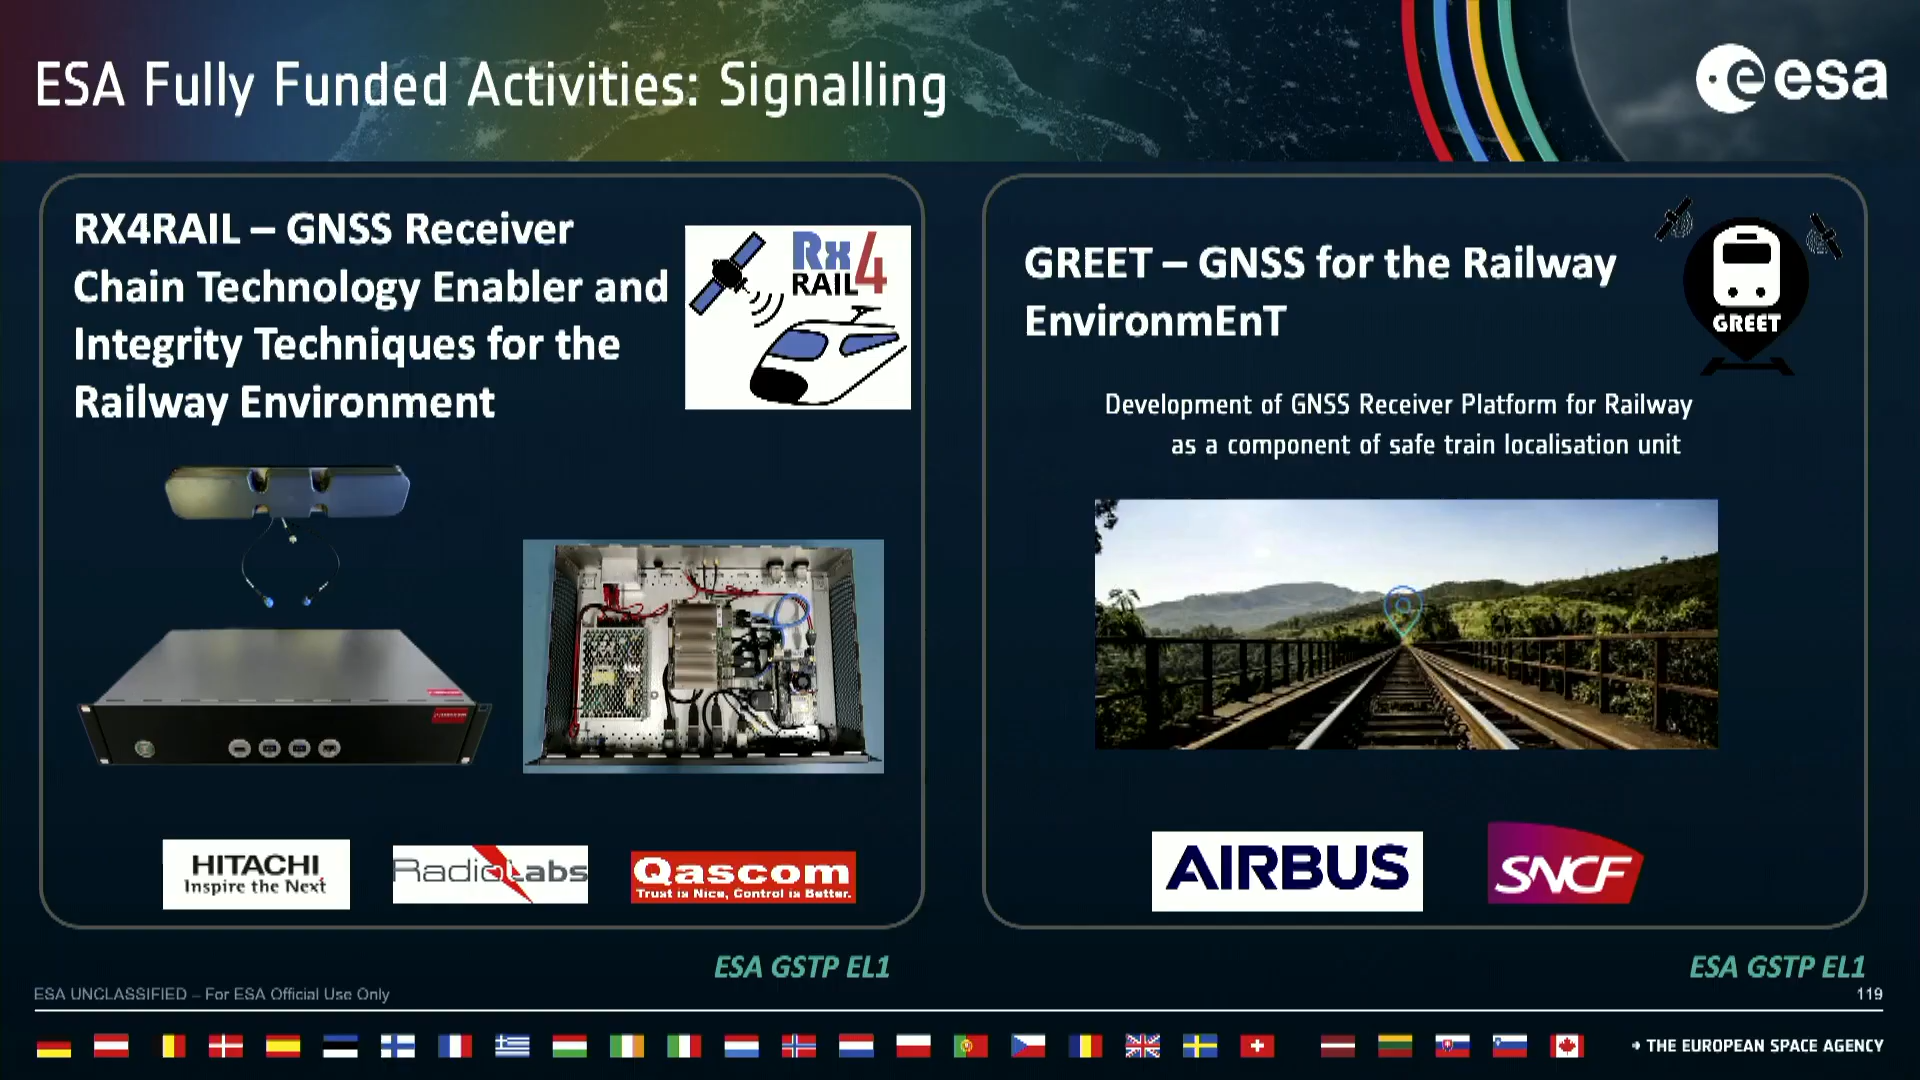 ESA Fully Funded Activities: Signalling
esa
RX4RAIL – GNSS Receiver
Chain Technology Enabler and
Integrity Techniques for the
Railway Environment
Rx
RAIL4
HITACHI
Inspire the Next
RadioLabs
Qascom
Trust is Nice, Control is Better.
ESA GSTP EL1
GREET – GNSS for the Railway
EnvironmEnT
GREET
Development of GNSS Receiver Platform for Railway
as a component of safe train localisation unit
AIRBUS
SNCF
ESA GSTP EL1
ESA UNCLASSIFIED – For ESA Official Use Only
119
THE EUROPEAN SPACE AGENCY